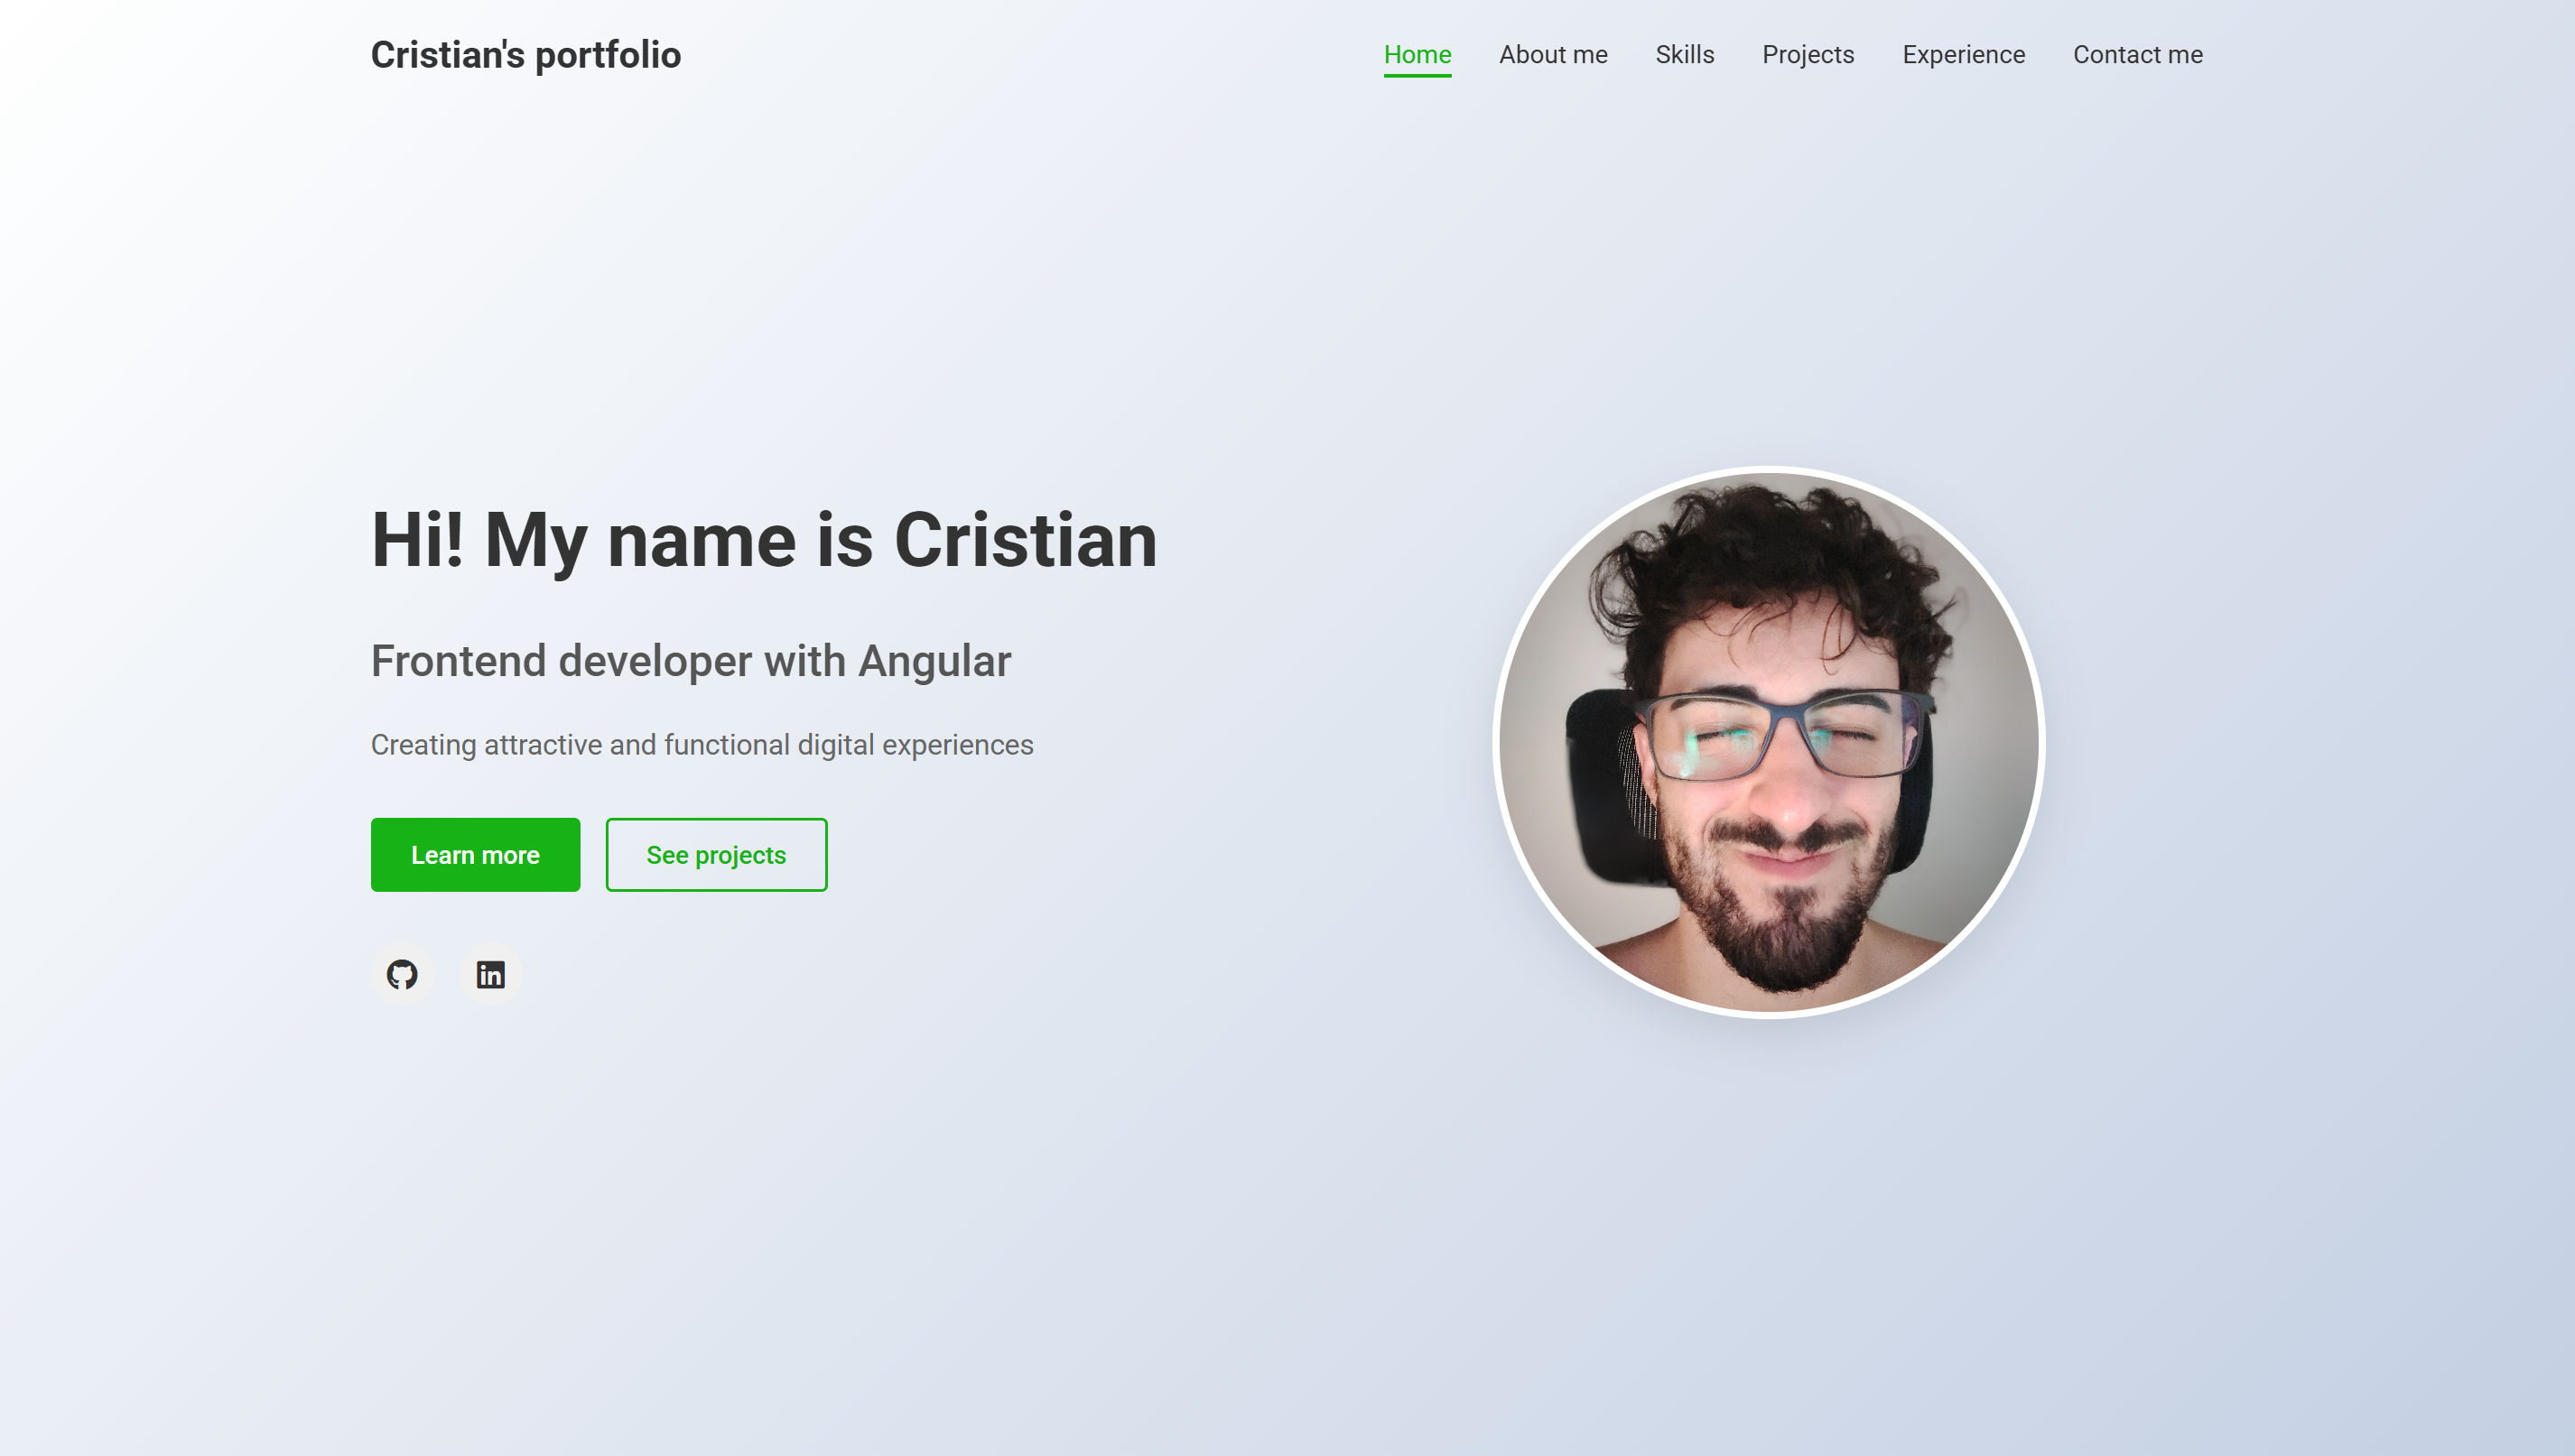 Cristian's portfolio
Home About me Skills Projects Experience Contact me
Hi! My name is Cristian
Frontend developer with Angular
Creating attractive and functional digital experiences
Learn more See projects
in